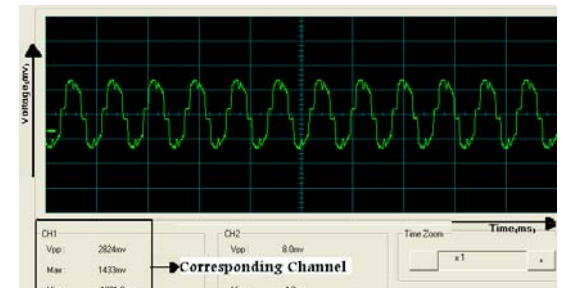 Voltage,mv,
Time,ms,
CH1
Vpp : 2824mv
Max : 1433mv
CH2
Vpp : 8.0mv
Time Zoom
x1
Corresponding Channel